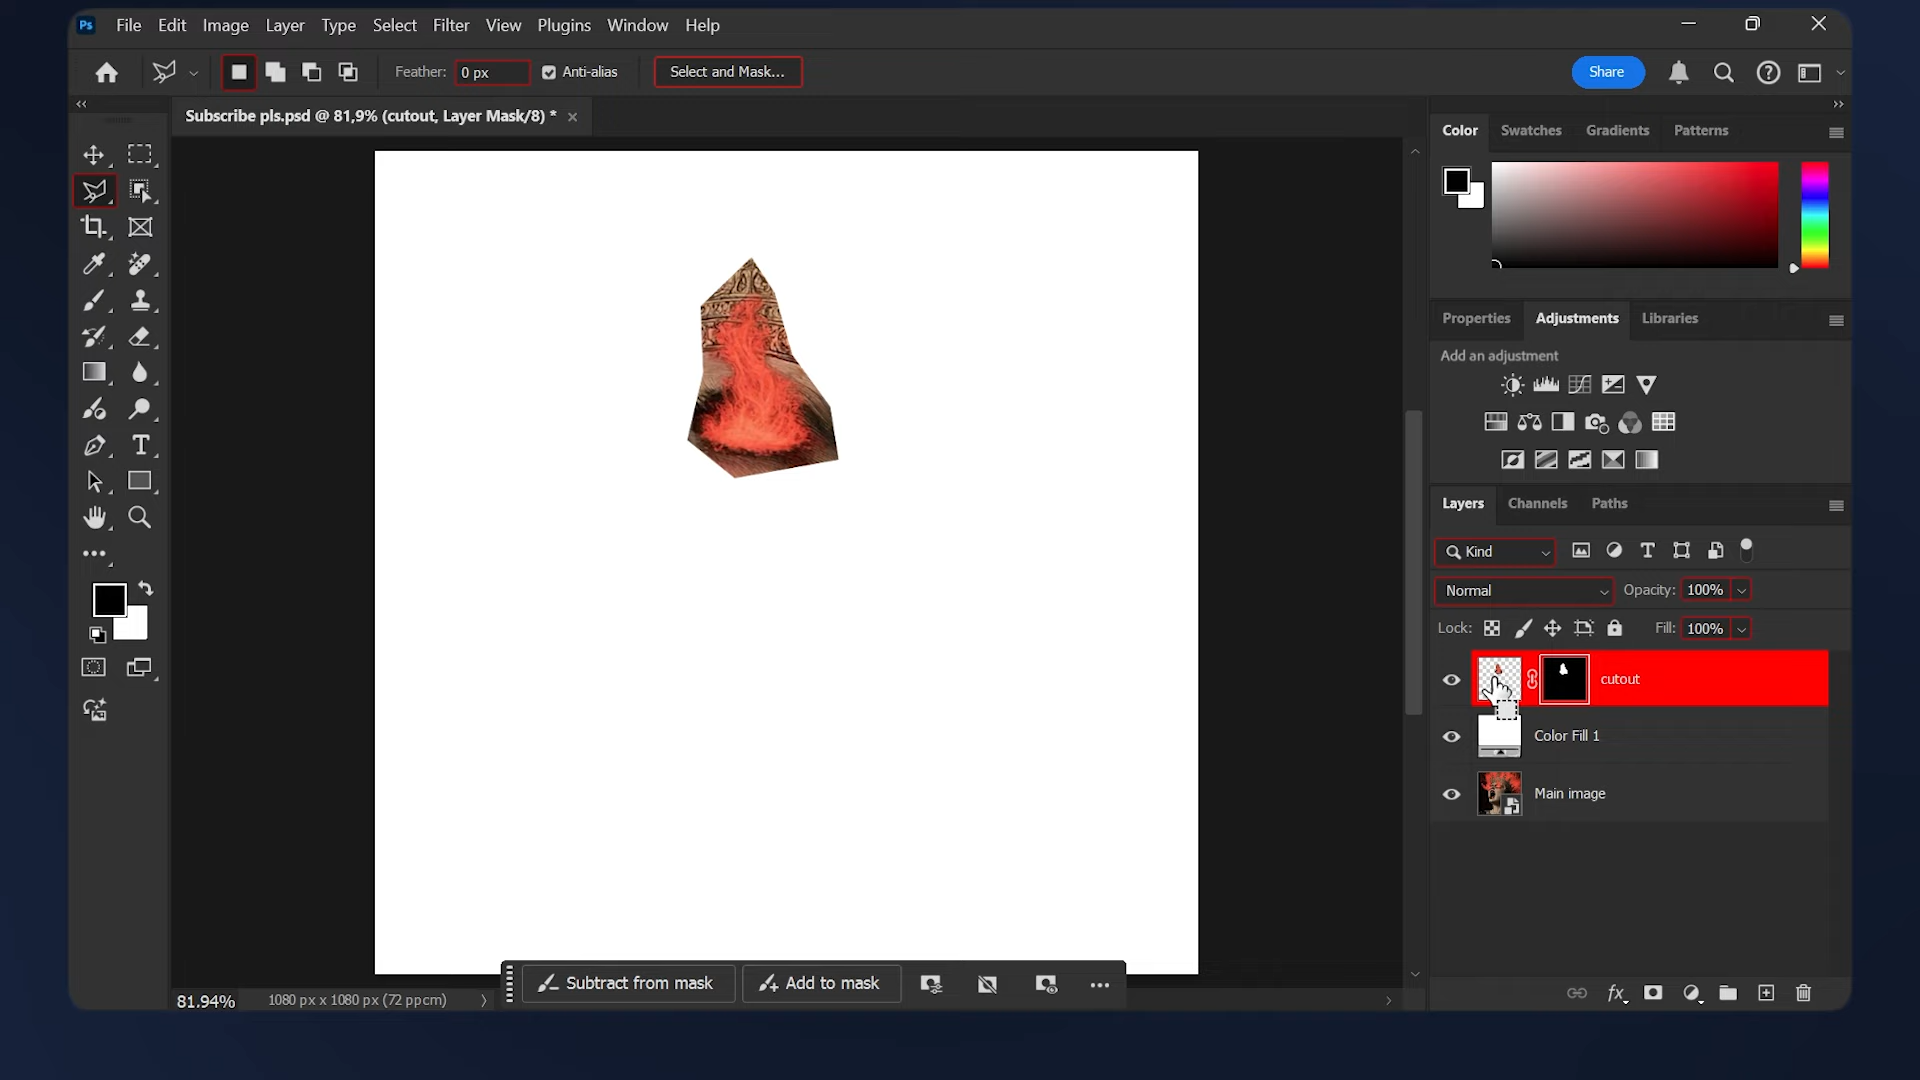 Ps File Edit Image Layer Type Select Filter View Plugins Window Help
Feather: 0 px Anti-alias Select and Mask... Share
Subscribe pls.psd @ 81,9% (cutout, Layer Mask/8) *
Color Swatches Gradients Patterns
Properties Adjustments Libraries
Add an adjustment
Layers Channels Paths
Kind
Normal Opacity: 100%
Lock: Fill: 100%
cutout
Color Fill 1
Main image
Subtract from mask Add to mask
81.94% 1080 px x 1080 px (72 ppcm)